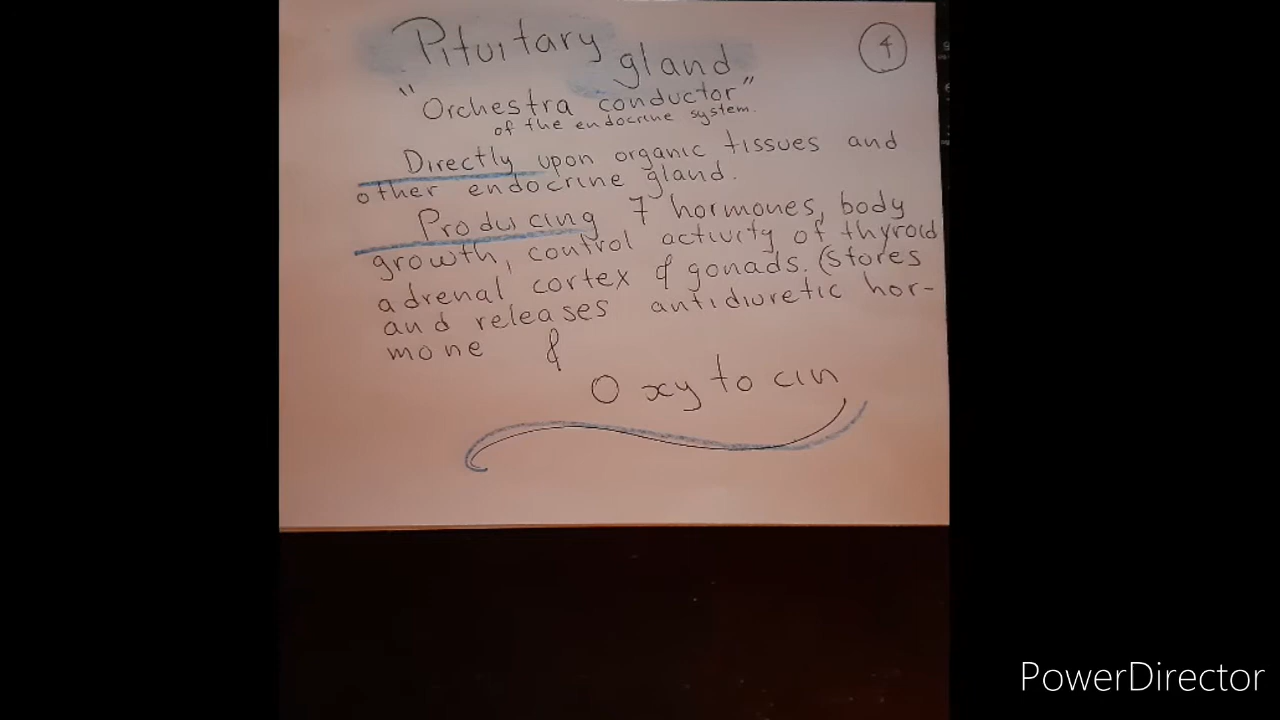 Pituitary gland
4
"Orchestra conductor"
of the endocrine system.
Directly upon organic tissues and
other endocrine gland.
Producing 7 hormones, body
growth, control activity of thyroid
adrenal cortex & gonads. (Stores
and releases antidiuretic hor-
mone &
Oxytocin
PowerDirector